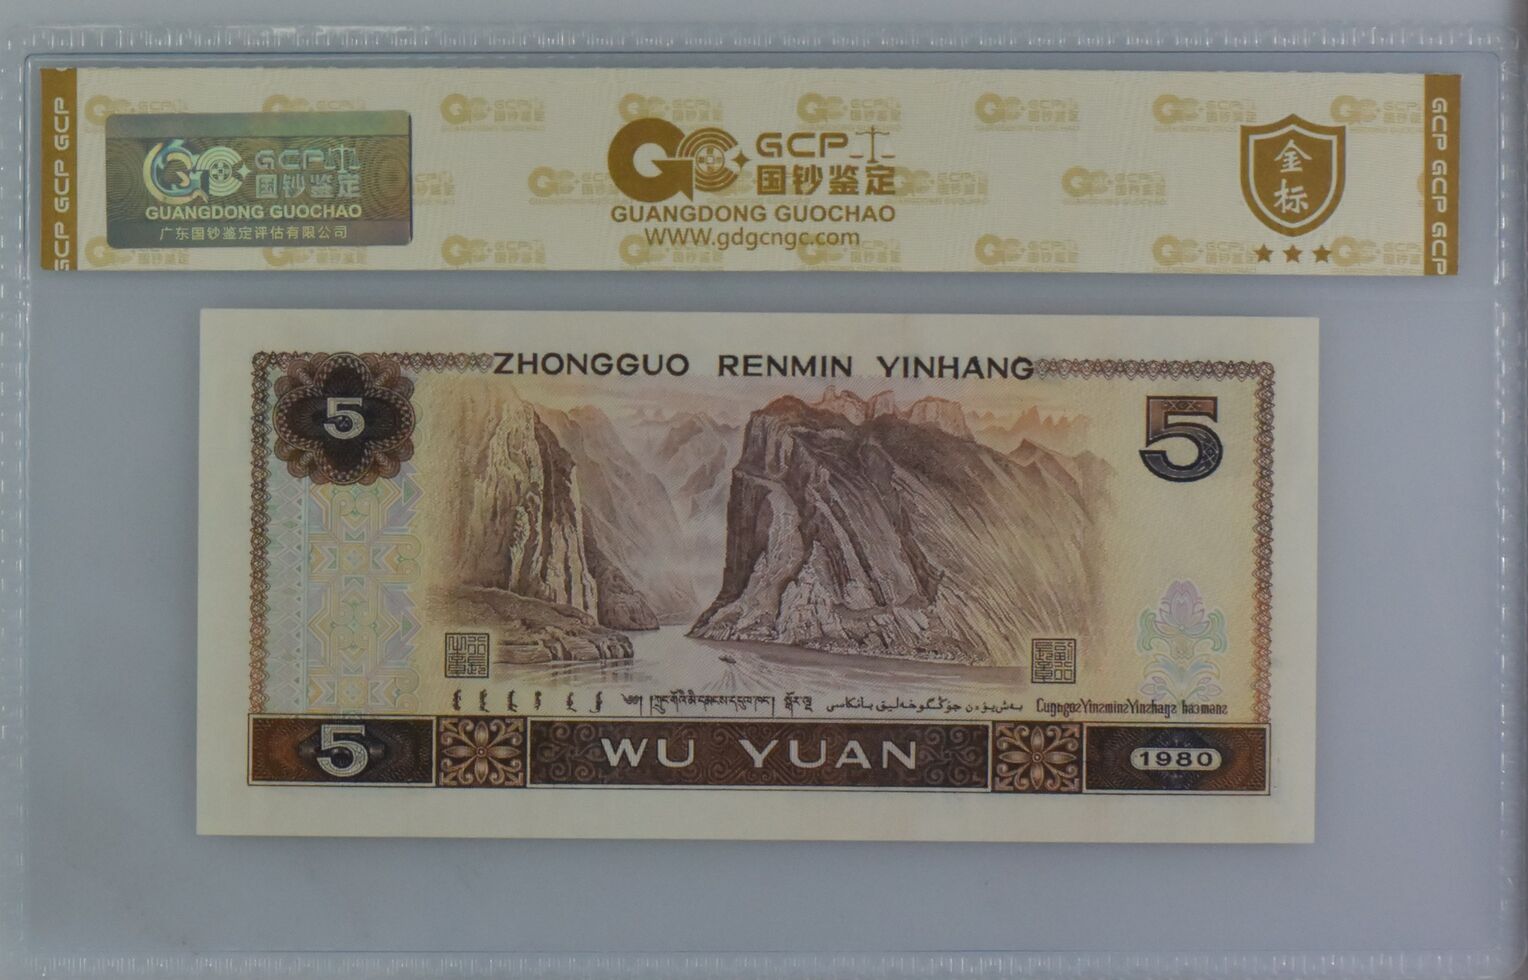 GCP GCP GCP
GCP
国钞鉴定
GUANGDONG GUOCHAO
广东国钞鉴定评估有限公司
GCP
国钞鉴定
GUANGDONG GUOCHAO
WWW.gdgcngc.com
金标
GCP GCP GCP
ZHONGGUO RENMIN YINHANG
5
5
5
WU YUAN
1980